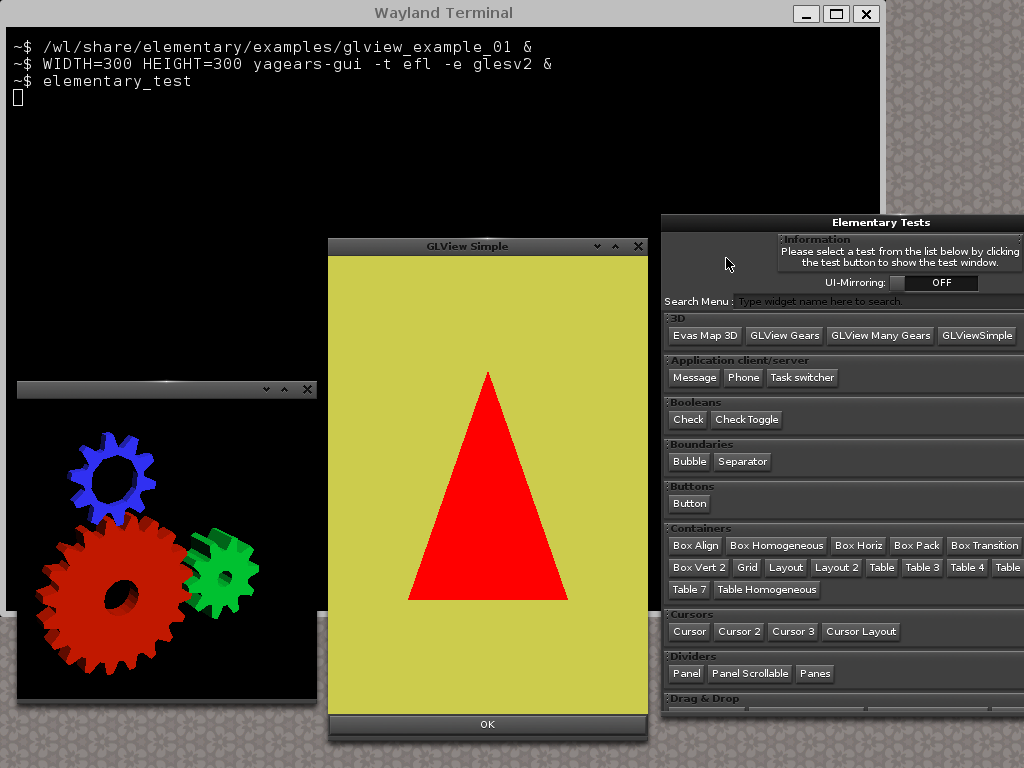 Wayland Terminal
~$ /wl/share/elementary/examples/glview_example_01 &
~$ WIDTH=300 HEIGHT=300 yagears-gui -t efl -e glesv2 &
~$ elementary_test
GLView Simple
OK
Elementary Tests
Information
Please select a test from the list below by clicking
the test button to show the test window.
UI-Mirroring: OFF
Search Menu : Type widget name here to search.
3D
Evas Map 3D GLView Gears GLView Many Gears GLViewSimple
Application client/server
Message Phone Task switcher
Booleans
Check Check Toggle
Boundaries
Bubble Separator
Buttons
Button
Containers
Box Align Box Homogeneous Box Horiz Box Pack Box Transition
Box Vert 2 Grid Layout Layout 2 Table Table 3 Table 4 Table
Table 7 Table Homogeneous
Cursors
Cursor Cursor 2 Cursor 3 Cursor Layout
Dividers
Panel Panel Scrollable Panes
Drag & Drop